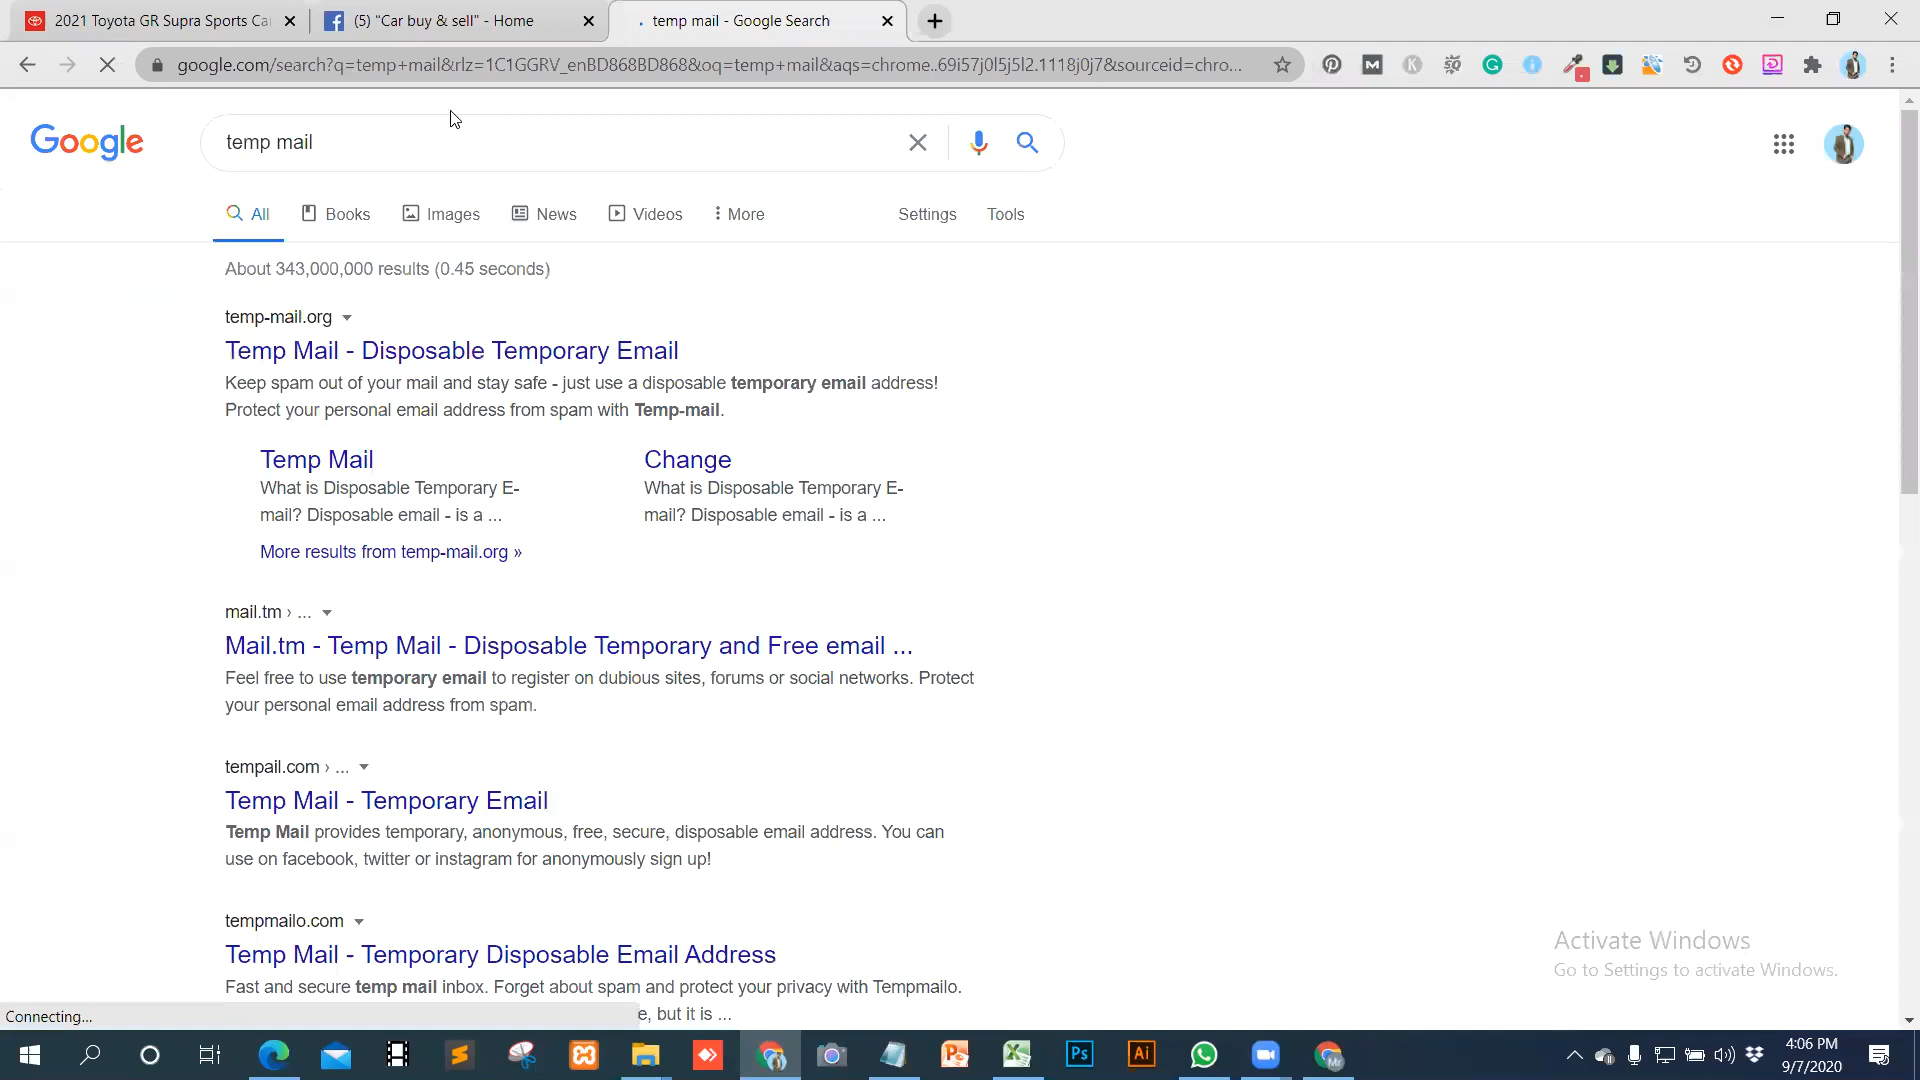 2021 Toyota GR Supra Sports Ca
(5) "Car buy & sell" - Home
temp mail - Google Search
google.com/search?q=temp+mail&rlz=1C1GGRV_enBD868BD868&oq=temp+mail&aqs=chrome..69i57j0l5j5l2.1118j0j7&sourceid=chro...
Google
temp mail
All
Books
Images
News
Videos
More
Settings
Tools
About 343,000,000 results (0.45 seconds)
temp-mail.org
Temp Mail - Disposable Temporary Email
Keep spam out of your mail and stay safe - just use a disposable temporary email address!
Protect your personal email address from spam with Temp-mail.
Temp Mail
What is Disposable Temporary E-
mail? Disposable email - is a ...
Change
What is Disposable Temporary E-
mail? Disposable email - is a ...
More results from temp-mail.org »
mail.tm › ...
Mail.tm - Temp Mail - Disposable Temporary and Free email ...
Feel free to use temporary email to register on dubious sites, forums or social networks. Protect
your personal email address from spam.
tempail.com › ...
Temp Mail - Temporary Email
Temp Mail provides temporary, anonymous, free, secure, disposable email address. You can
use on facebook, twitter or instagram for anonymously sign up!
tempmailo.com
Temp Mail - Temporary Disposable Email Address
Fast and secure temp mail inbox. Forget about spam and protect your privacy with Tempmailo.
e, but it is ...
Activate Windows
Go to Settings to activate Windows.
Connecting...
Ps
Ai
4:06 PM
9/7/2020